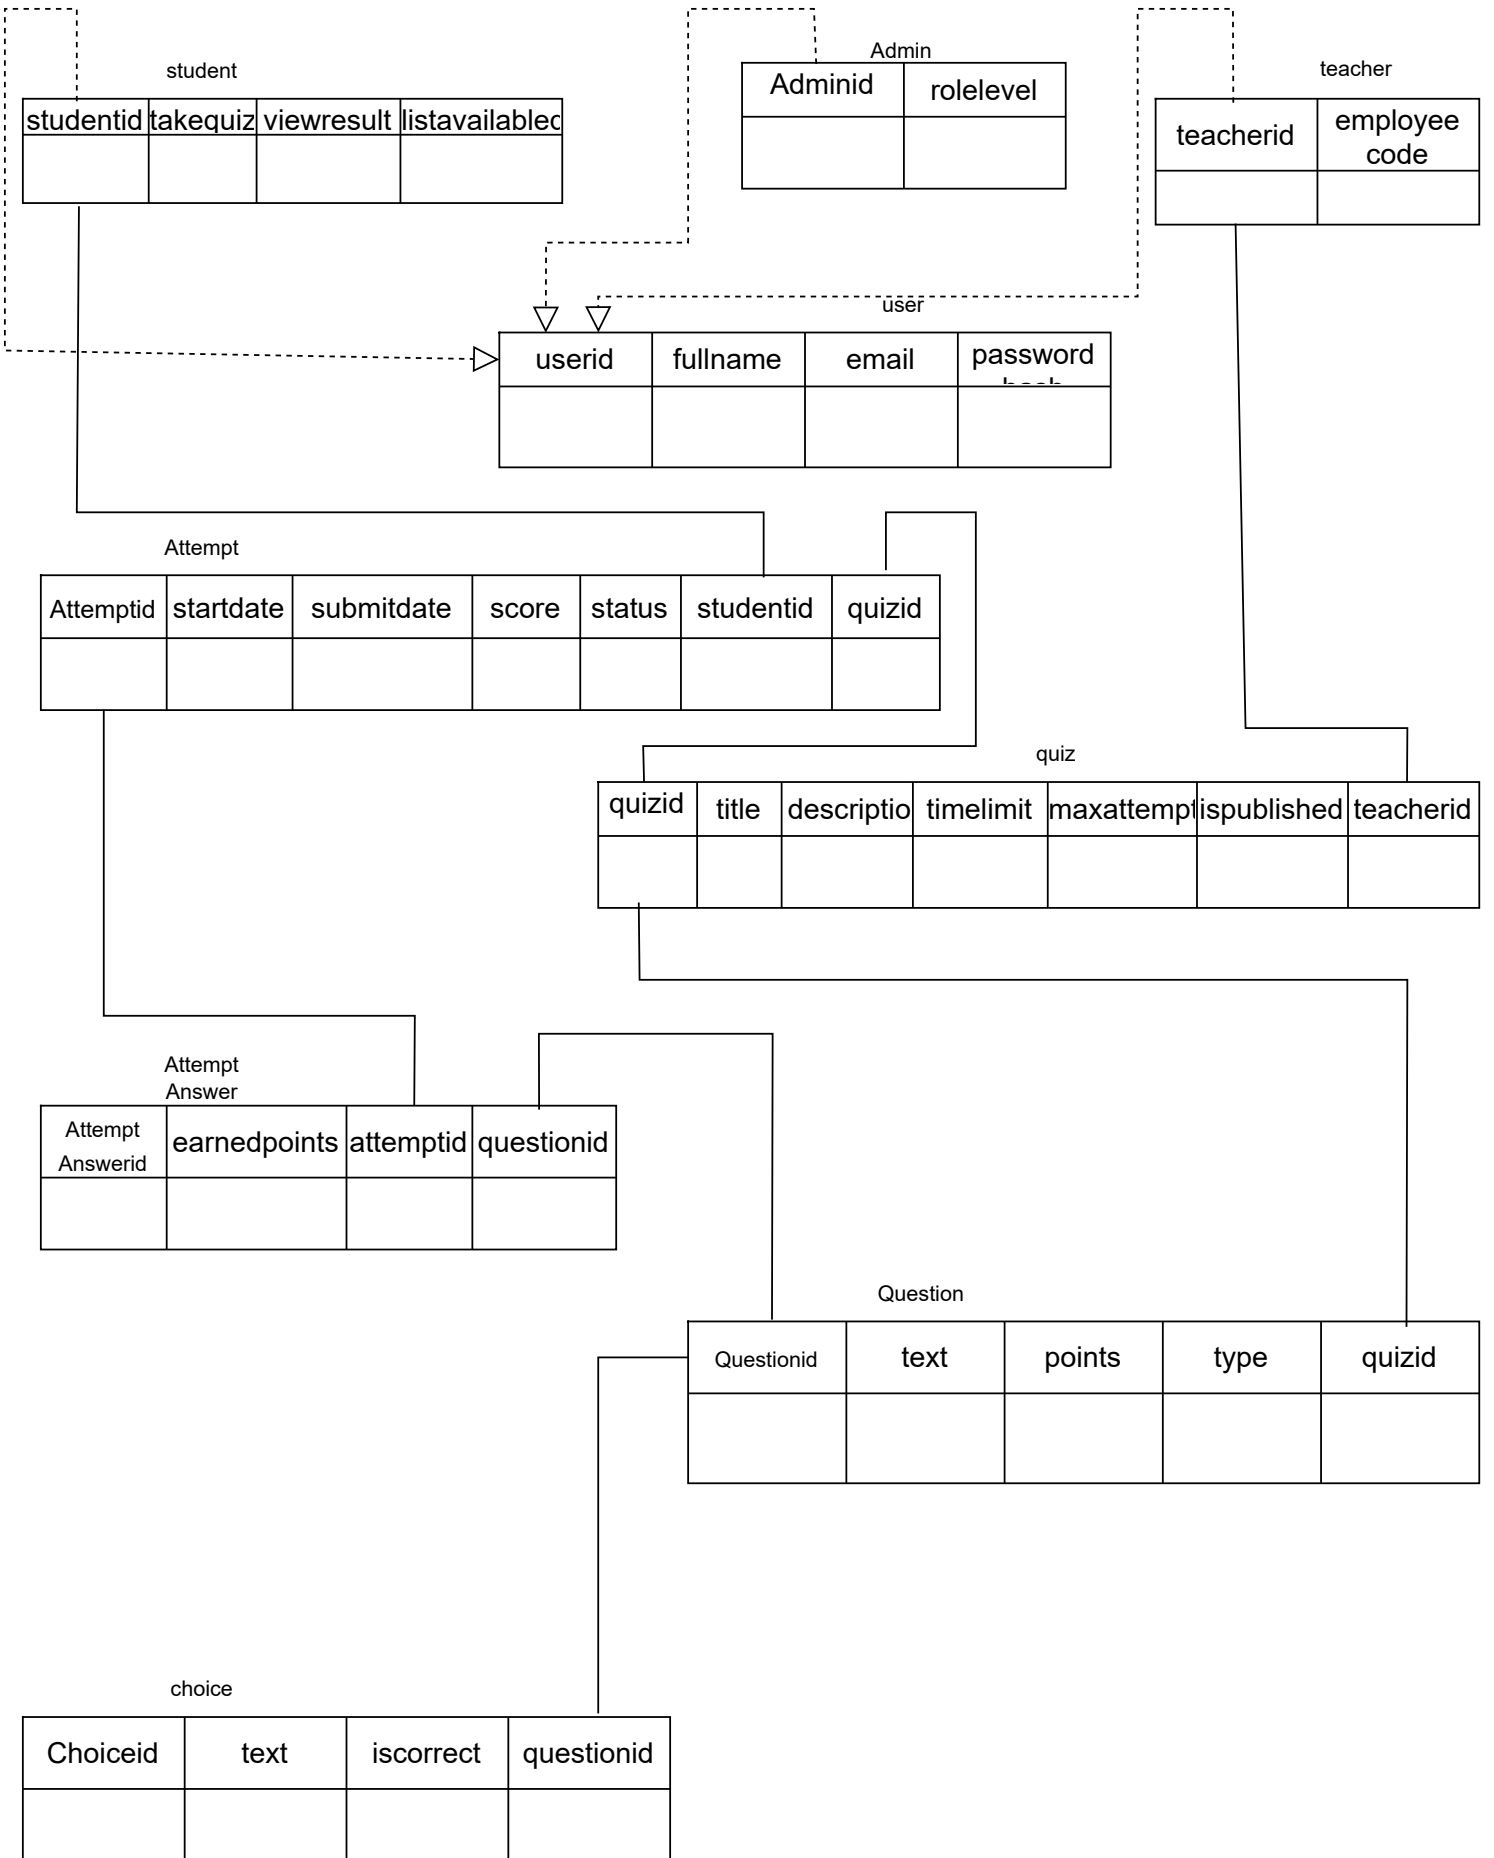 Admin
student
teacher
Adminid
rolelevel
studentid
takequiz
viewresult
teacherid
employee
code
user
userid
fullname
email
password
Attempt
Attemptid
startdate
submitdate
score
status
studentid
quizid
quiz
quizid
title
descriptio
timelimit
maxattempt
ispublished
teacherid
Attempt
Answer
Attempt
Answerid
earnedpoints
attemptid
questionid
Question
Questionid
text
points
type
quizid
choice
Choiceid
text
iscorrect
questionid